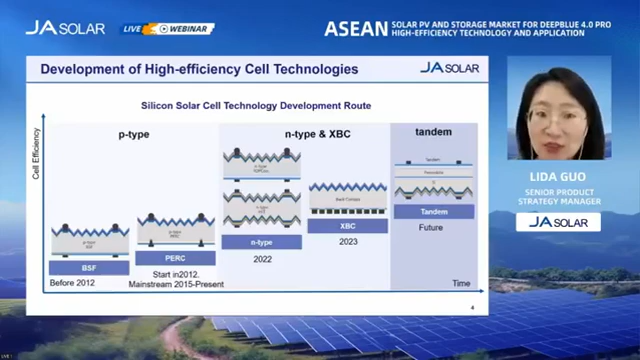 JA SOLAR
LIVE WEBINAR
ASEAN SOLAR PV AND STORAGE MARKET FOR DEEPBLUE 4.0 PRO
HIGH-EFFICIENCY TECHNOLOGY AND APPLICATION
Development of High-efficiency Cell Technologies
JA SOLAR
Silicon Solar Cell Technology Development Route
p-type
n-type & XBC
tandem
Cell Efficiency
n-type
TOPCon
Tandem
Perovskite
Back Contact
BSF
PERC
n-type
XBC
Tandem
Before 2012
Start in2012.
Mainstream 2015-Present
2022
2023
Future
Time
4
LIDA GUO
SENIOR PRODUCT
STRATEGY MANAGER
JA SOLAR